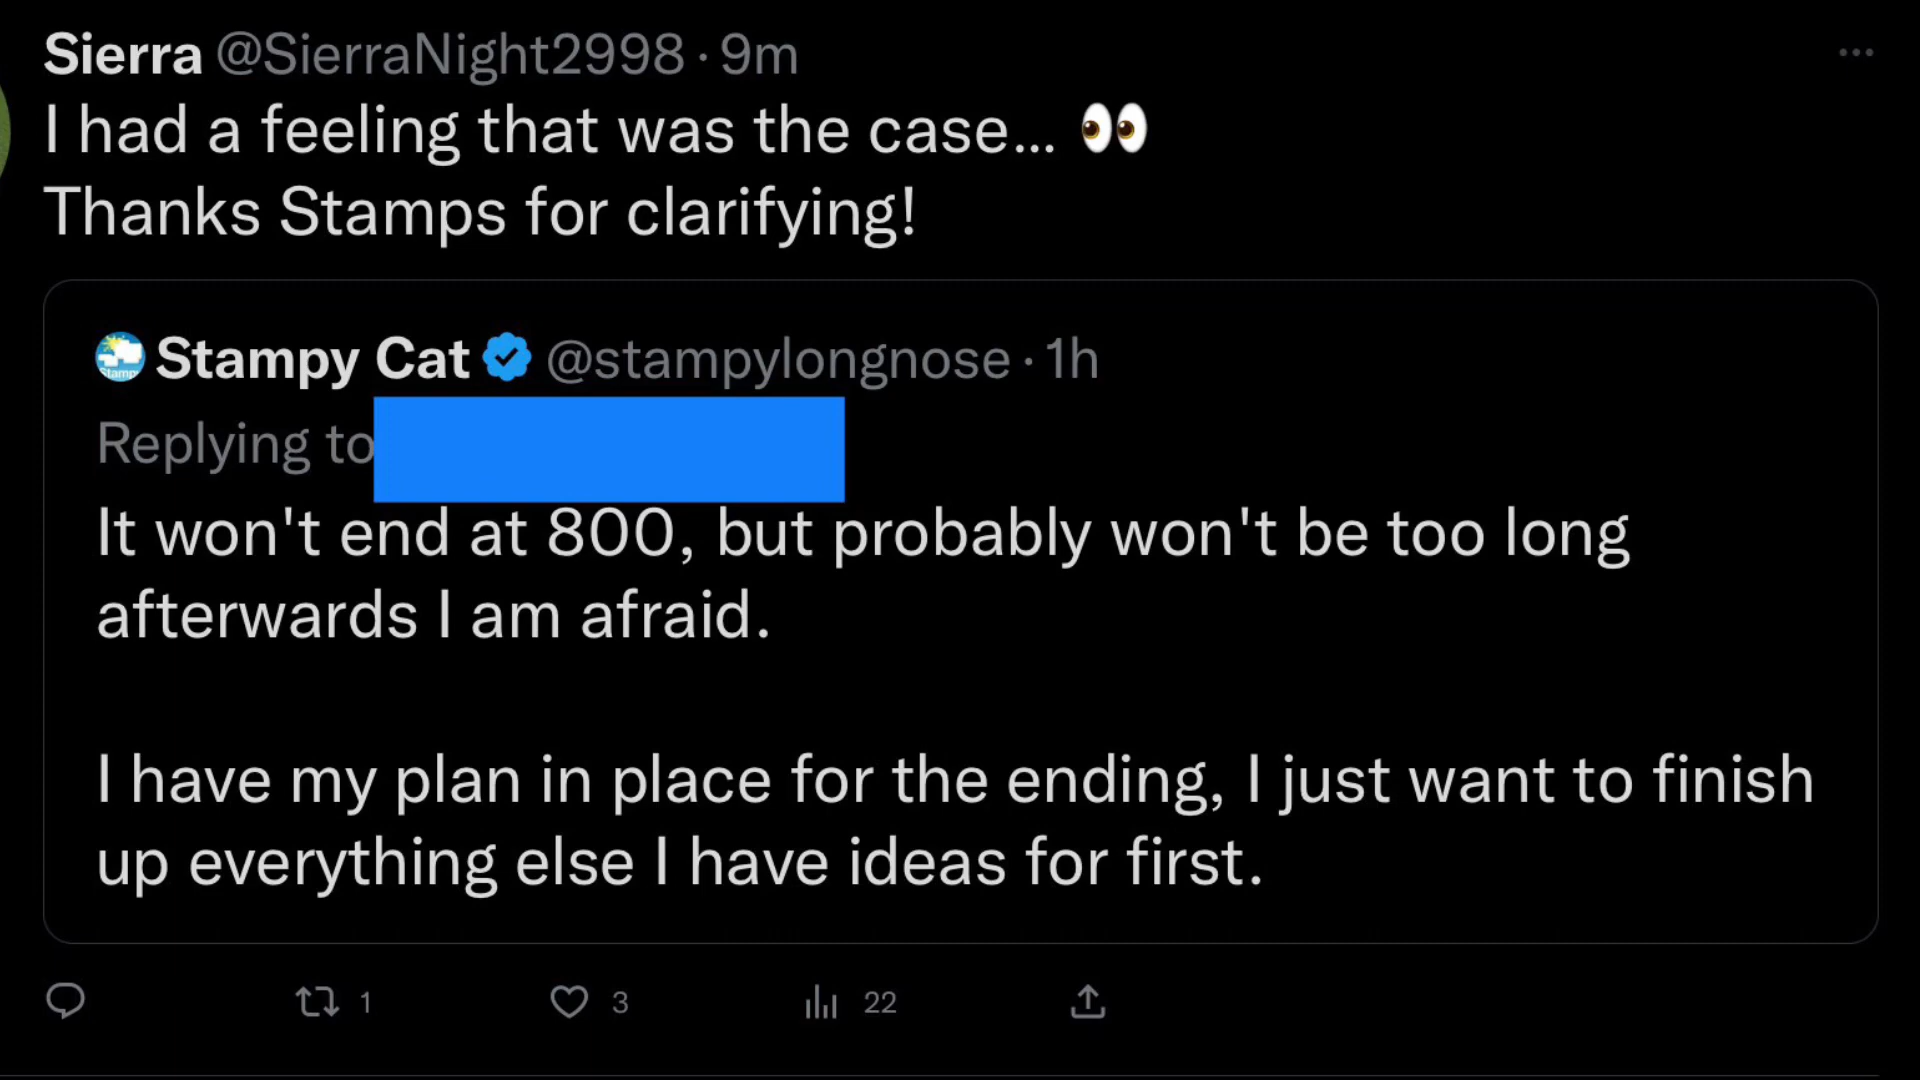 Sierra @SierraNight2998 · 9m
I had a feeling that was the case... 👀
Thanks Stamps for clarifying!
Stamps
Stampy Cat @stampylongnose · 1h
Replying to
It won't end at 800, but probably won't be too long
afterwards I am afraid.
I have my plan in place for the ending, I just want to finish
up everything else I have ideas for first.
1 3 22